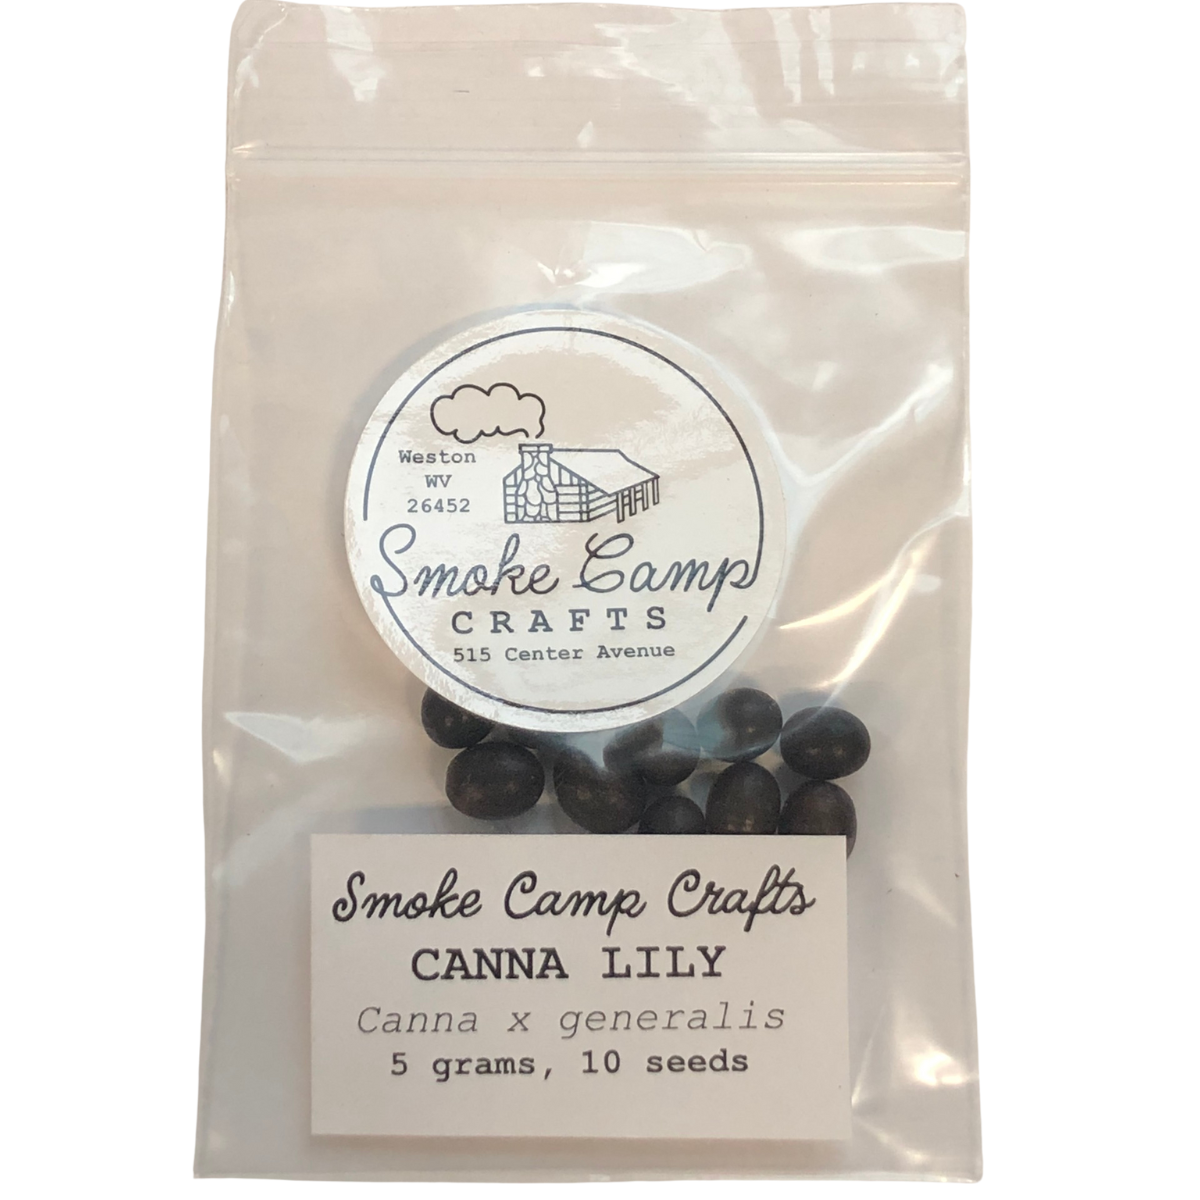 Weston
WV
26452
Smoke Camp
CRAFTS
515 Center Avenue
Smoke Camp Crafts
CANNA LILY
Canna x generalis
5 grams, 10 seeds